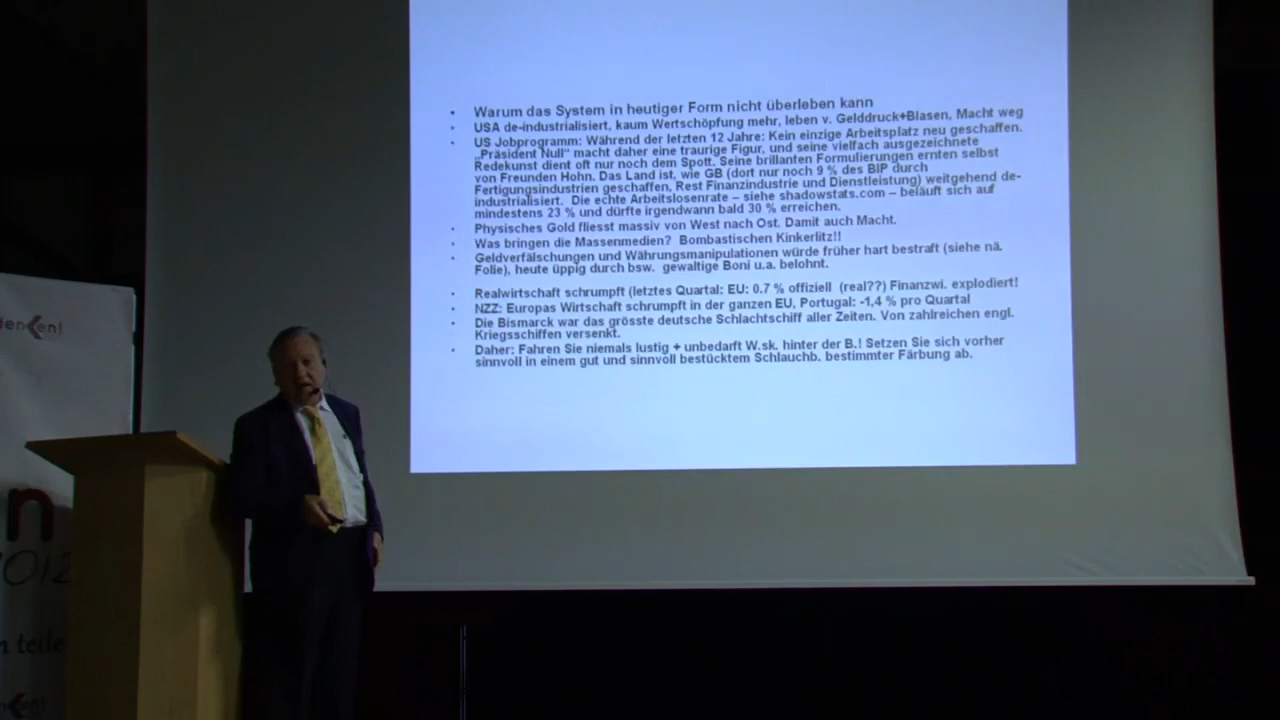 Warum das System in heutiger Form nicht überleben kann
USA de-industrialisiert, kaum Wertschöpfung mehr, leben v. Gelddruck+Blasen, Macht weg
US Jobprogramm: Während der letzten 12 Jahre: Kein einzige Arbeitsplatz neu geschaffen.
„Präsident Null“ macht daher eine traurige Figur, und seine vielfach ausgezeichnete
Redekunst dient oft nur noch dem Spott. Seine brillanten Formulierungen ernten selbst
von Freunden Hohn. Das Land ist, wie GB (dort nur noch 9 % des BIP durch
Fertigungsindustrien geschaffen, Rest Finanzindustrie und Dienstleistung) weitgehend de-
industrialisiert. Die echte Arbeitslosenrate – siehe shadowstats.com – beläuft sich auf
mindestens 23 % und dürfte irgendwann bald 30 % erreichen.
Physisches Gold fliesst massiv von West nach Ost. Damit auch Macht.
Was bringen die Massenmedien? Bombastischen Kinkerlitz!!
Geldverfälschungen und Währungsmanipulationen würde früher hart bestraft (siehe nä.
Folie), heute üppig durch bsw. gewaltige Boni u.a. belohnt.
Realwirtschaft schrumpft (letztes Quartal: EU: 0.7 % offiziell (real??) Finanzwi. explodiert!
NZZ: Europas Wirtschaft schrumpft in der ganzen EU, Portugal: -1,4 % pro Quartal
Die Bismarck war das grösste deutsche Schlachtschiff aller Zeiten. Von zahlreichen engl.
Kriegsschiffen versenkt.
Daher: Fahren Sie niemals lustig + unbedarft W.sk. hinter der B.! Setzen Sie sich vorher
sinnvoll in einem gut und sinnvoll bestücktem Schlauchb. bestimmter Färbung ab.
en!
n
2012
n teile